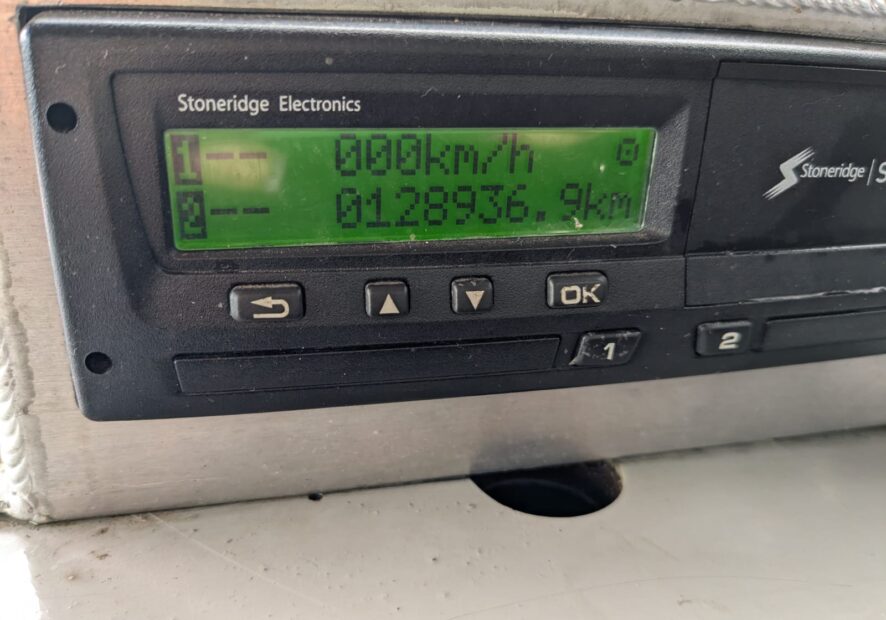 Stoneridge Electronics
1-- 000km/h
2-- 0128936.9km
Stoneridge | S
OK
1
2